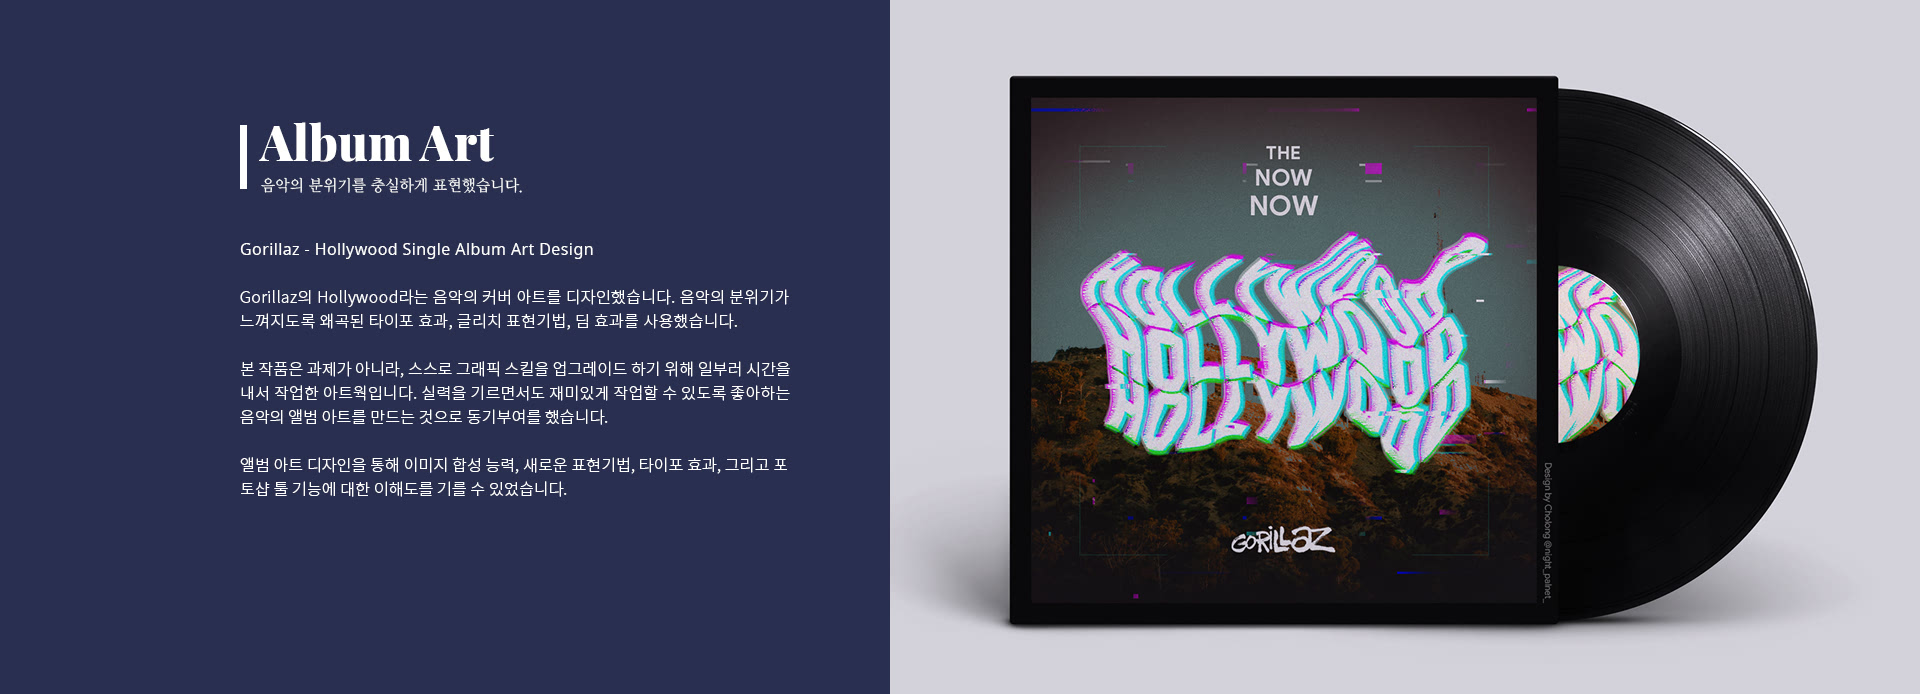 Album Art
음악의 분위기를 충실하게 표현했습니다.
Gorillaz - Hollywood Single Album Art Design
Gorillaz의 Hollywood라는 음악의 커버 아트를 디자인했습니다. 음악의 분위기가
느껴지도록 왜곡된 타이포 효과, 글리치 표현기법, 딤 효과를 사용했습니다.
본 작품은 과제가 아니라, 스스로 그래픽 스킬을 업그레이드 하기 위해 일부러 시간을
내서 작업한 아트웍입니다. 실력을 기르면서도 재미있게 작업할 수 있도록 좋아하는
음악의 앨범 아트를 만드는 것으로 동기부여를 했습니다.
앨범 아트 디자인을 통해 이미지 합성 능력, 새로운 표현기법, 타이포 효과, 그리고 포
토샵 툴 기능에 대한 이해도를 기를 수 있었습니다.
THE
NOW
NOW
HOLLYWOOD
HOLLYWOOD
HOLLYWOOD
GORILLAZ
Design by Cholong @night_palnet_